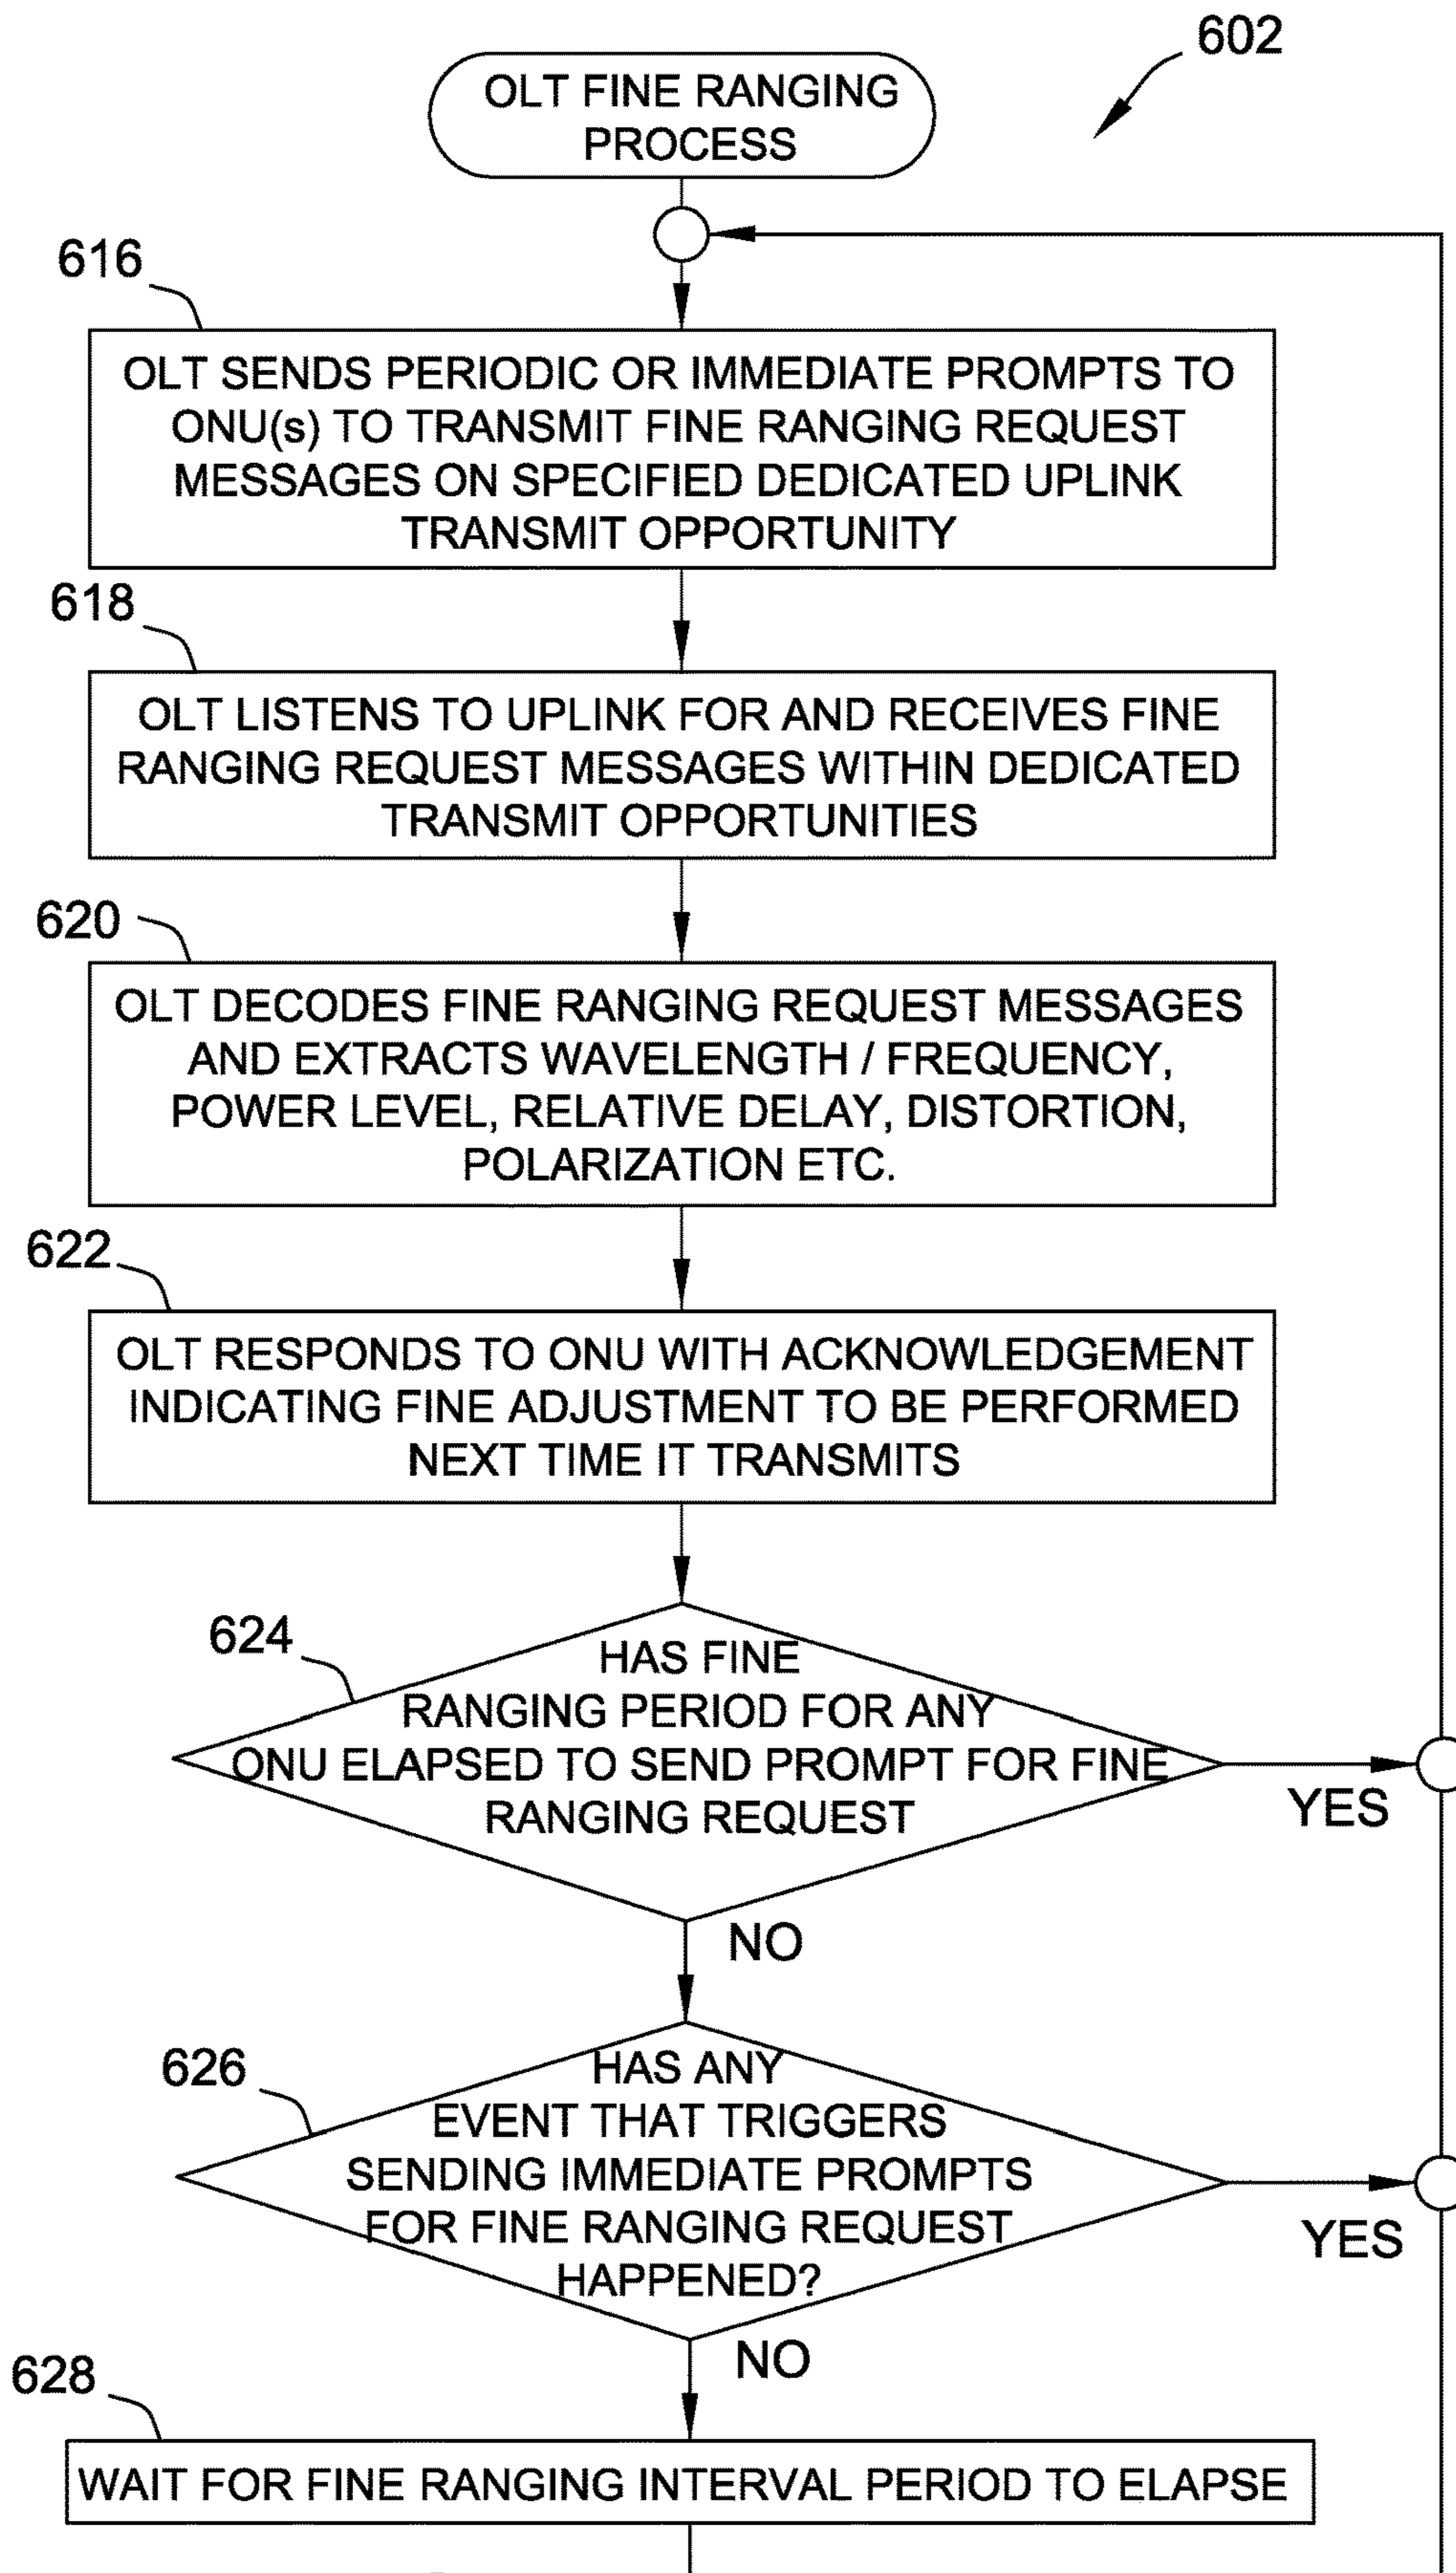 602
OLT FINE RANGING
PROCESS
616
OLT SENDS PERIODIC OR IMMEDIATE PROMPTS TO
ONU(s) TO TRANSMIT FINE RANGING REQUEST
MESSAGES ON SPECIFIED DEDICATED UPLINK
TRANSMIT OPPORTUNITY
618
OLT LISTENS TO UPLINK FOR AND RECEIVES FINE
RANGING REQUEST MESSAGES WITHIN DEDICATED
TRANSMIT OPPORTUNITIES
620
OLT DECODES FINE RANGING REQUEST MESSAGES
AND EXTRACTS WAVELENGTH / FREQUENCY,
POWER LEVEL, RELATIVE DELAY, DISTORTION,
POLARIZATION ETC.
622
OLT RESPONDS TO ONU WITH ACKNOWLEDGEMENT
INDICATING FINE ADJUSTMENT TO BE PERFORMED
NEXT TIME IT TRANSMITS
624
HAS FINE
RANGING PERIOD FOR ANY
ONU ELAPSED TO SEND PROMPT FOR FINE
RANGING REQUEST
YES
NO
626
HAS ANY
EVENT THAT TRIGGERS
SENDING IMMEDIATE PROMPTS
FOR FINE RANGING REQUEST
HAPPENED?
YES
NO
628
WAIT FOR FINE RANGING INTERVAL PERIOD TO ELAPSE